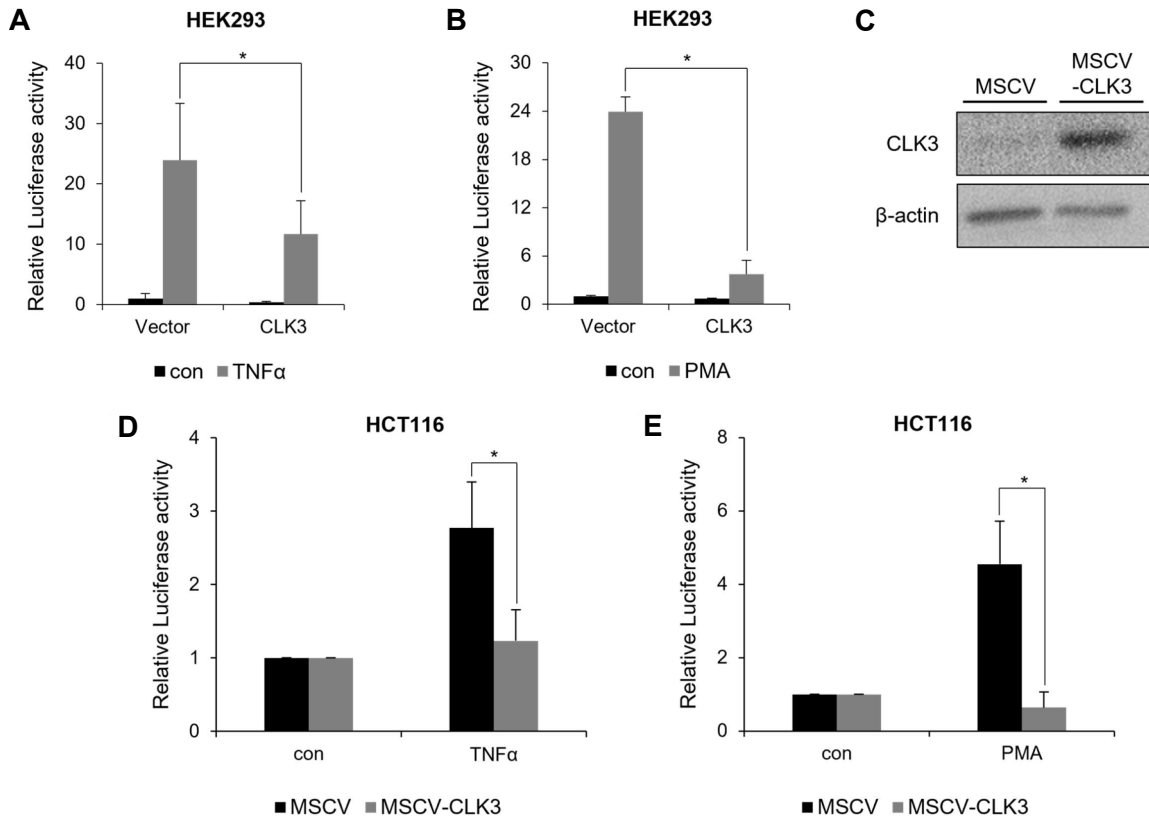 A
HEK293
Relative Luciferase activity
40
30
20
10
0
*
Vector
CLK3
con
TNFα
B
HEK293
Relative Luciferase activity
30
24
18
12
6
0
*
Vector
CLK3
con
PMA
C
MSCV
MSCV
-CLK3
CLK3
β-actin
D
HCT116
Relative Luciferase activity
4
3
2
1
0
*
con
TNFα
MSCV
MSCV-CLK3
E
HCT116
Relative Luciferase activity
8
6
4
2
0
*
con
PMA
MSCV
MSCV-CLK3